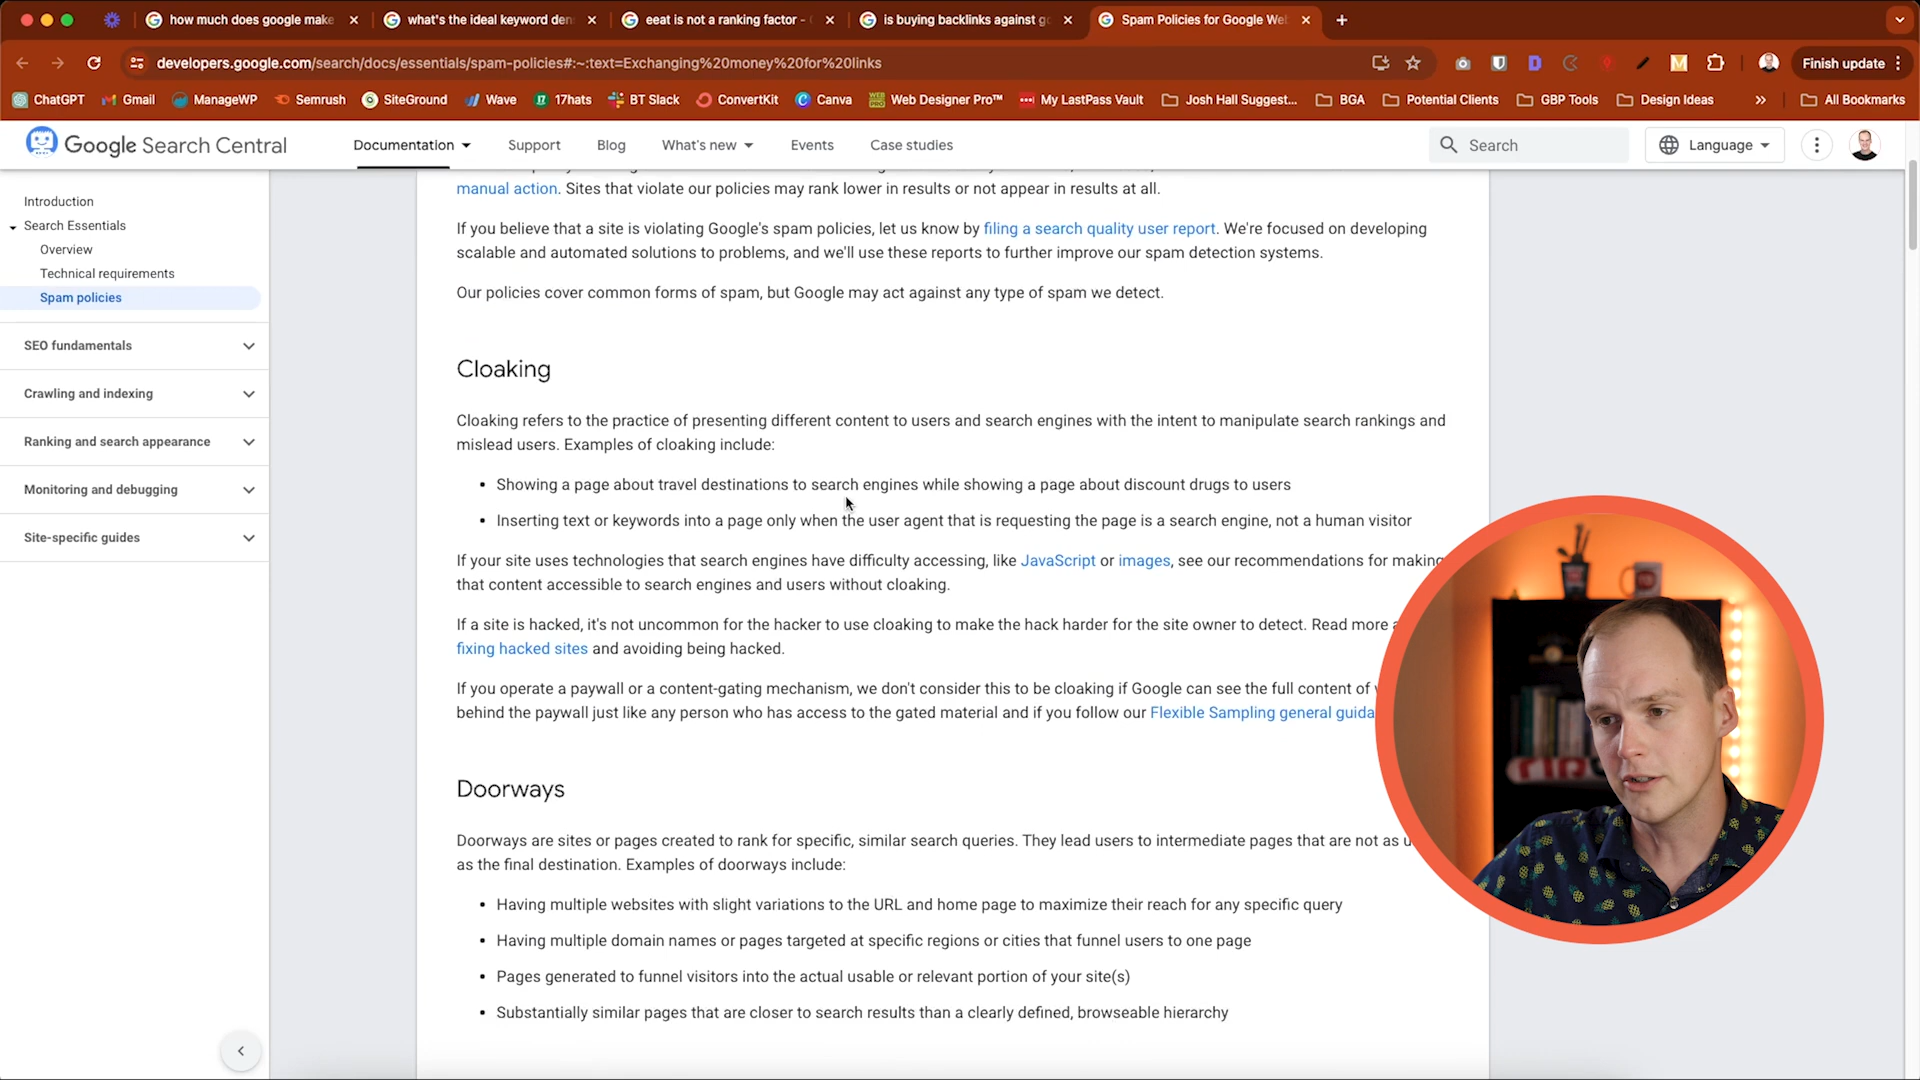 how much does google make
what's the ideal keyword den
eeat is not a ranking factor -
is buying backlinks against go
Spam Policies for Google We
developers.google.com/search/docs/essentials/spam-policies#:~:text=Exchanging%20money%20for%20links
Finish update
ChatGPT
Gmail
ManageWP
Semrush
SiteGround
Wave
17hats
BT Slack
ConvertKit
Canva
Web Designer Pro™
My LastPass Vault
Josh Hall Suggest...
BGA
Potential Clients
GBP Tools
Design Ideas
All Bookmarks
Google Search Central
Documentation
Support
Blog
What's new
Events
Case studies
Search
Language
Introduction
Search Essentials
Overview
Technical requirements
Spam policies
SEO fundamentals
Crawling and indexing
Ranking and search appearance
Monitoring and debugging
Site-specific guides
manual action. Sites that violate our policies may rank lower in results or not appear in results at all.
If you believe that a site is violating Google's spam policies, let us know by filing a search quality user report. We're focused on developing
scalable and automated solutions to problems, and we'll use these reports to further improve our spam detection systems.
Our policies cover common forms of spam, but Google may act against any type of spam we detect.
Cloaking
Cloaking refers to the practice of presenting different content to users and search engines with the intent to manipulate search rankings and
mislead users. Examples of cloaking include:
• Showing a page about travel destinations to search engines while showing a page about discount drugs to users
• Inserting text or keywords into a page only when the user agent that is requesting the page is a search engine, not a human visitor
If your site uses technologies that search engines have difficulty accessing, like JavaScript or images, see our recommendations for making
that content accessible to search engines and users without cloaking.
If a site is hacked, it's not uncommon for the hacker to use cloaking to make the hack harder for the site owner to detect. Read more
fixing hacked sites and avoiding being hacked.
If you operate a paywall or a content-gating mechanism, we don't consider this to be cloaking if Google can see the full content of
behind the paywall just like any person who has access to the gated material and if you follow our Flexible Sampling general guida
Doorways
Doorways are sites or pages created to rank for specific, similar search queries. They lead users to intermediate pages that are not as
as the final destination. Examples of doorways include:
• Having multiple websites with slight variations to the URL and home page to maximize their reach for any specific query
• Having multiple domain names or pages targeted at specific regions or cities that funnel users to one page
• Pages generated to funnel visitors into the actual usable or relevant portion of your site(s)
• Substantially similar pages that are closer to search results than a clearly defined, browseable hierarchy